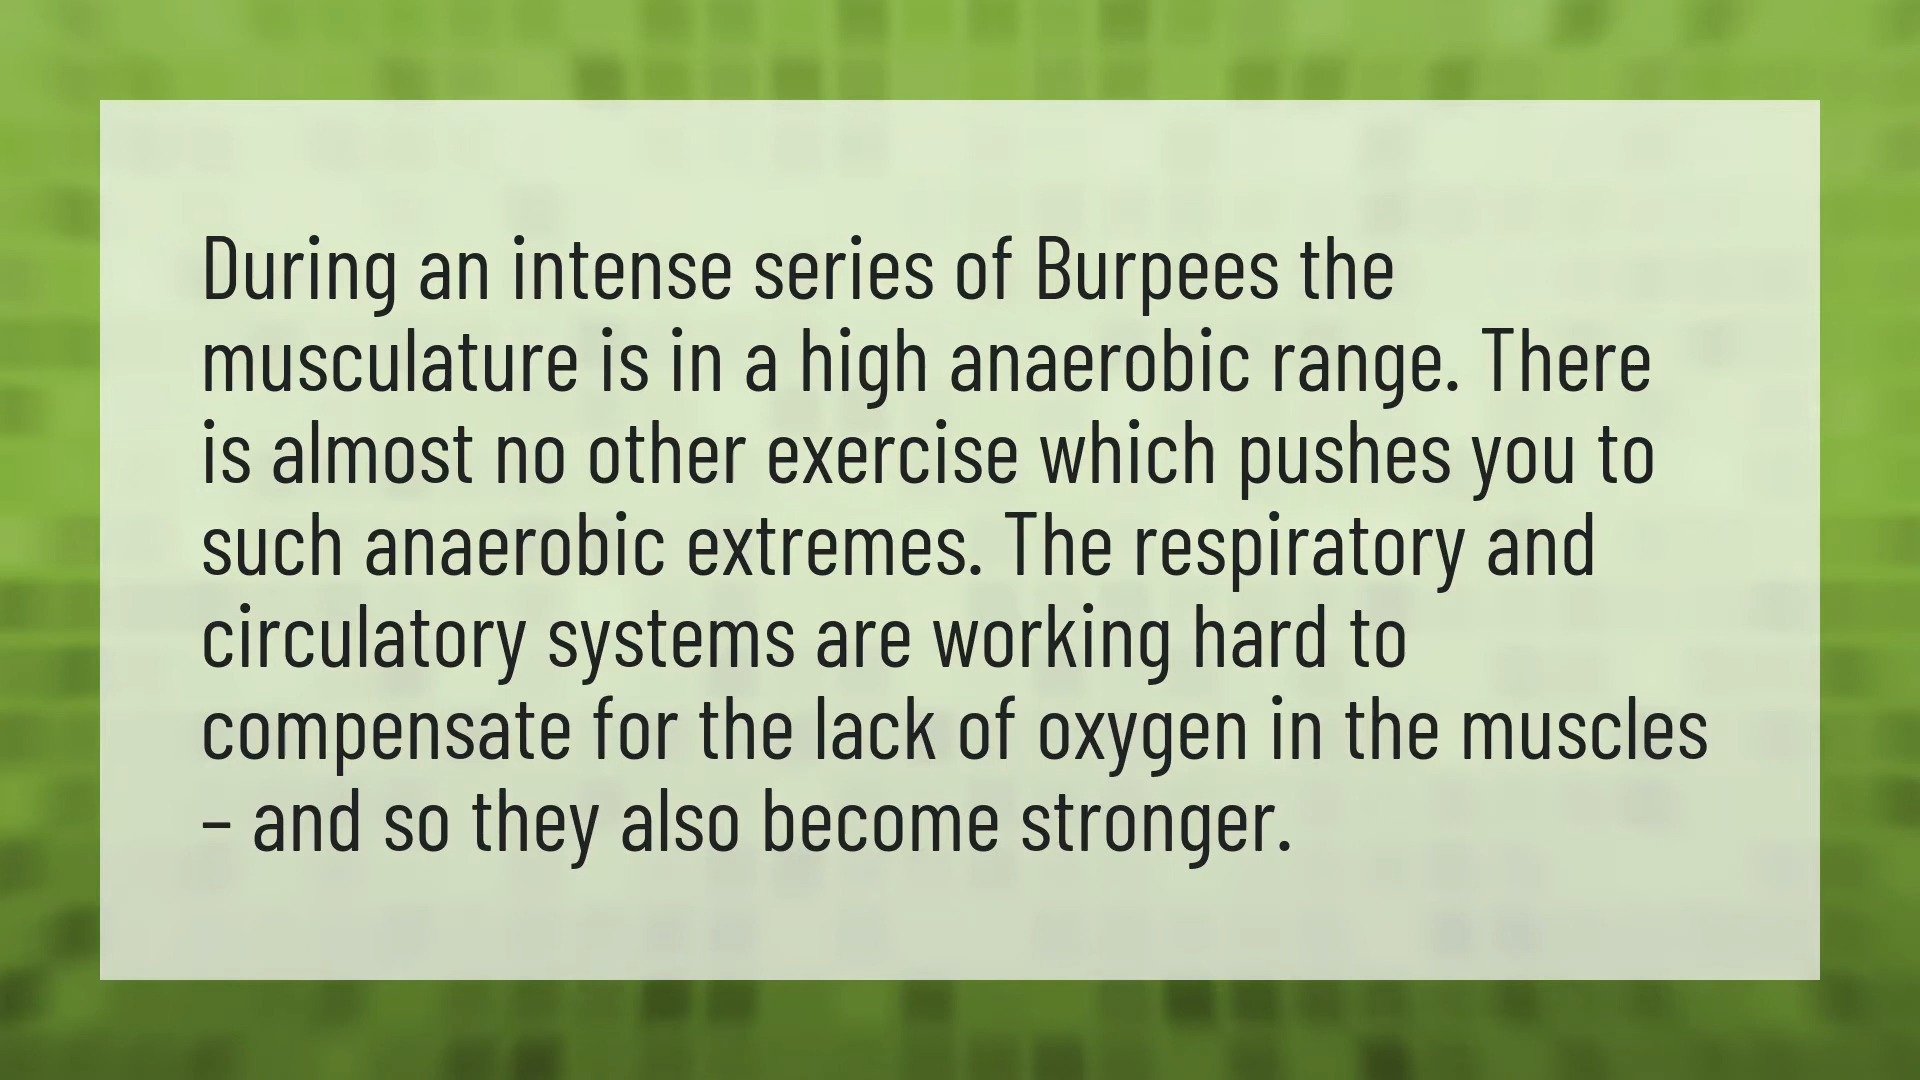 During an intense series of Burpees the
musculature is in a high anaerobic range. There
is almost no other exercise which pushes you to
such anaerobic extremes. The respiratory and
circulatory systems are working hard to
compensate for the lack of oxygen in the muscles
– and so they also become stronger.